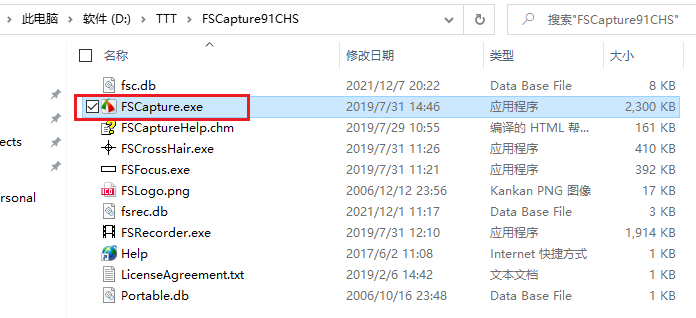 此电脑 > 软件 (D:) > TTT > FSCapture91CHS
搜索"FSCapture91CHS"
名称 修改日期 类型 大小
fsc.db 2021/12/7 20:22 Data Base File 8 KB
FSCapture.exe 2019/7/31 14:46 应用程序 2,300 KB
FSCaptureHelp.chm 2019/7/29 10:55 编译的 HTML 帮... 161 KB
FSCrossHair.exe 2019/7/31 11:26 应用程序 410 KB
FSFocus.exe 2019/7/31 11:21 应用程序 392 KB
FSLogo.png 2006/12/12 23:56 Kankan PNG 图像 17 KB
ects fsrec.db 2021/12/1 11:17 Data Base File 3 KB
FSRecorder.exe 2019/7/31 12:10 应用程序 1,914 KB
ersonal
Help 2017/6/2 11:08 Internet 快捷方式 1 KB
LicenseAgreement.txt 2019/2/6 14:42 文本文档 1 KB
Portable.db 2006/10/16 23:48 Data Base File 1 KB